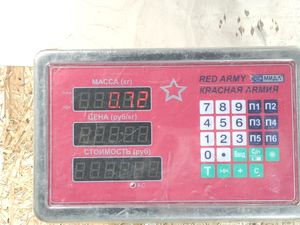 МАССА (кг)
0.72
RED ARMY МИДЛ
КРАСНАЯ АРМИЯ
ЦЕНА (руб/кг)
СТОИМОСТЬ (руб)
7 8 9 П1 П2
4 5 6 П3 П4
1 2 3 П5 П6
0 •
T С